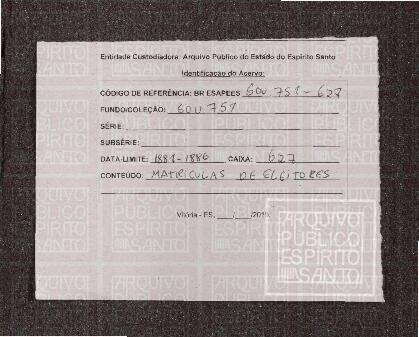 Entidade Custodiadora: Arquivo Público do Estado do Espírito Santo
Identificação do Acervo:
CÓDIGO DE REFERÊNCIA: BR ESAPEES GOV 751-627
FUNDO/COLEÇÃO: GOV 751
SÉRIE:
SUBSÉRIE:
DATA-LIMITE: 1881-1886 CAIXA: 627
CONTEÚDO: MATRICULAS DE ELEITORES
Vitória - ES, / /201
ARQUIVO
PÚBLICO
ESPÍRITO
SANTO